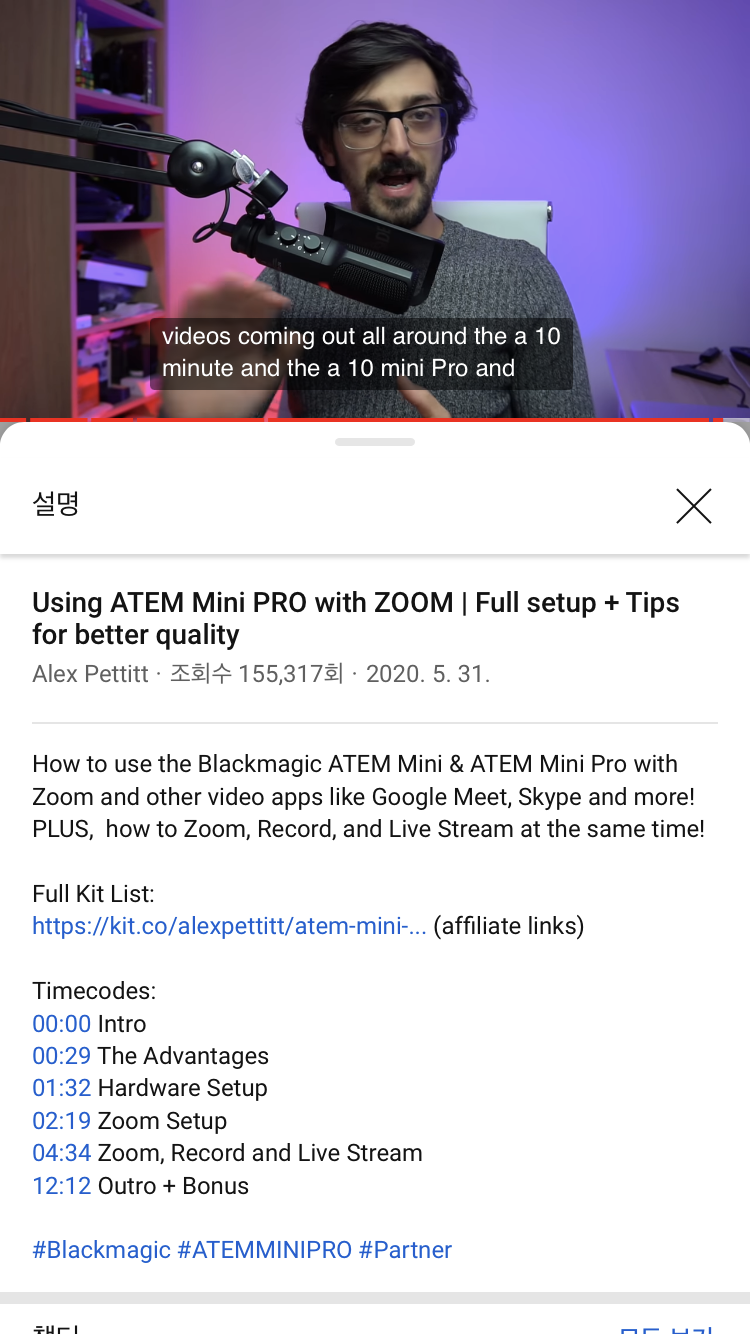 videos coming out all around the a 10
minute and the a 10 mini Pro and
설명
Using ATEM Mini PRO with ZOOM | Full setup + Tips
for better quality
Alex Pettitt · 조회수 155,317회 · 2020. 5. 31.
How to use the Blackmagic ATEM Mini & ATEM Mini Pro with
Zoom and other video apps like Google Meet, Skype and more!
PLUS,  how to Zoom, Record, and Live Stream at the same time!
Full Kit List:
https://kit.co/alexpettitt/atem-mini-... (affiliate links)
Timecodes:
00:00 Intro
00:29 The Advantages
01:32 Hardware Setup
02:19 Zoom Setup
04:34 Zoom, Record and Live Stream
12:12 Outro + Bonus
#Blackmagic #ATEMMINIPRO #Partner